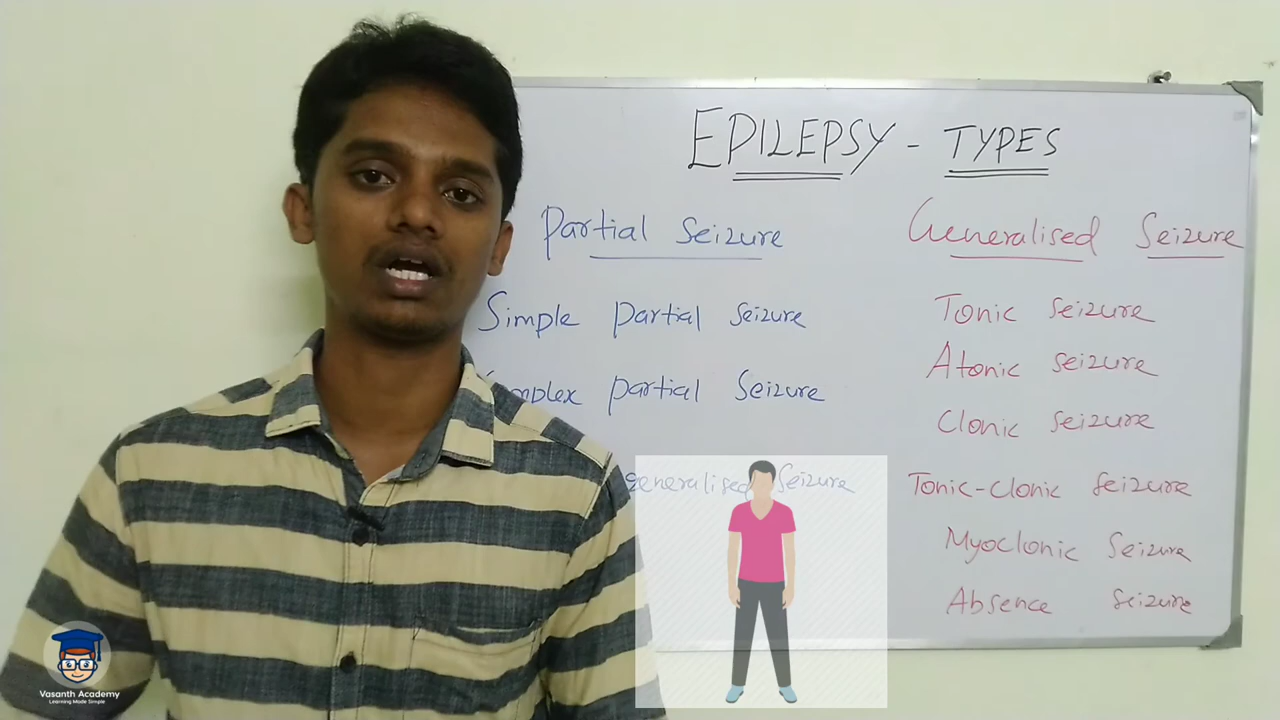 EPILEPSY - TYPES
Partial Seizure
Simple Partial Seizure
Partial Seizure
generalised Seizure
Generalised Seizure
Tonic Seizure
Atonic Seizure
Clonic Seizure
Tonic-Clonic Seizure
Myoclonic Seizure
Absence Seizure
Vasanth Academy
Learning Made Simple